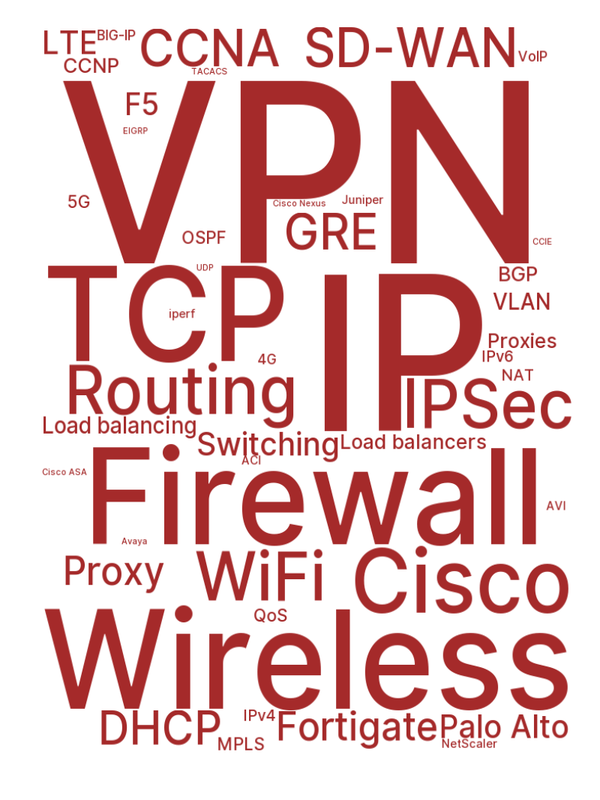 LTE
BIG-IP
CCNA
SD-WAN
VoIP
CCNP
TACACS
VPN
F5
EIGRP
5G
Cisco Nexus
Juniper
OSPF
GRE
CCIE
TCP
UDP
IP
BGP
VLAN
iperf
Proxies
IPv6
4G
NAT
Routing
IPSec
Load balancing
Switching
Load balancers
ACI
Cisco ASA
Firewall
AVI
Avaya
Proxy
WiFi
Cisco
QoS
Wireless
DHCP
IPv4
Fortigate
Palo Alto
MPLS
NetScaler